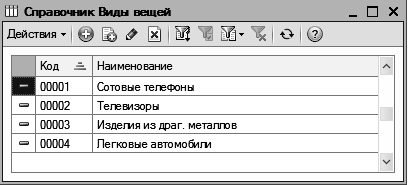 Справочник Виды вещей
Действия
Код Наименование
00001 Сотовые телефоны
00002 Телевизоры
00003 Изделия из драг. металлов
00004 Легковые автомобили